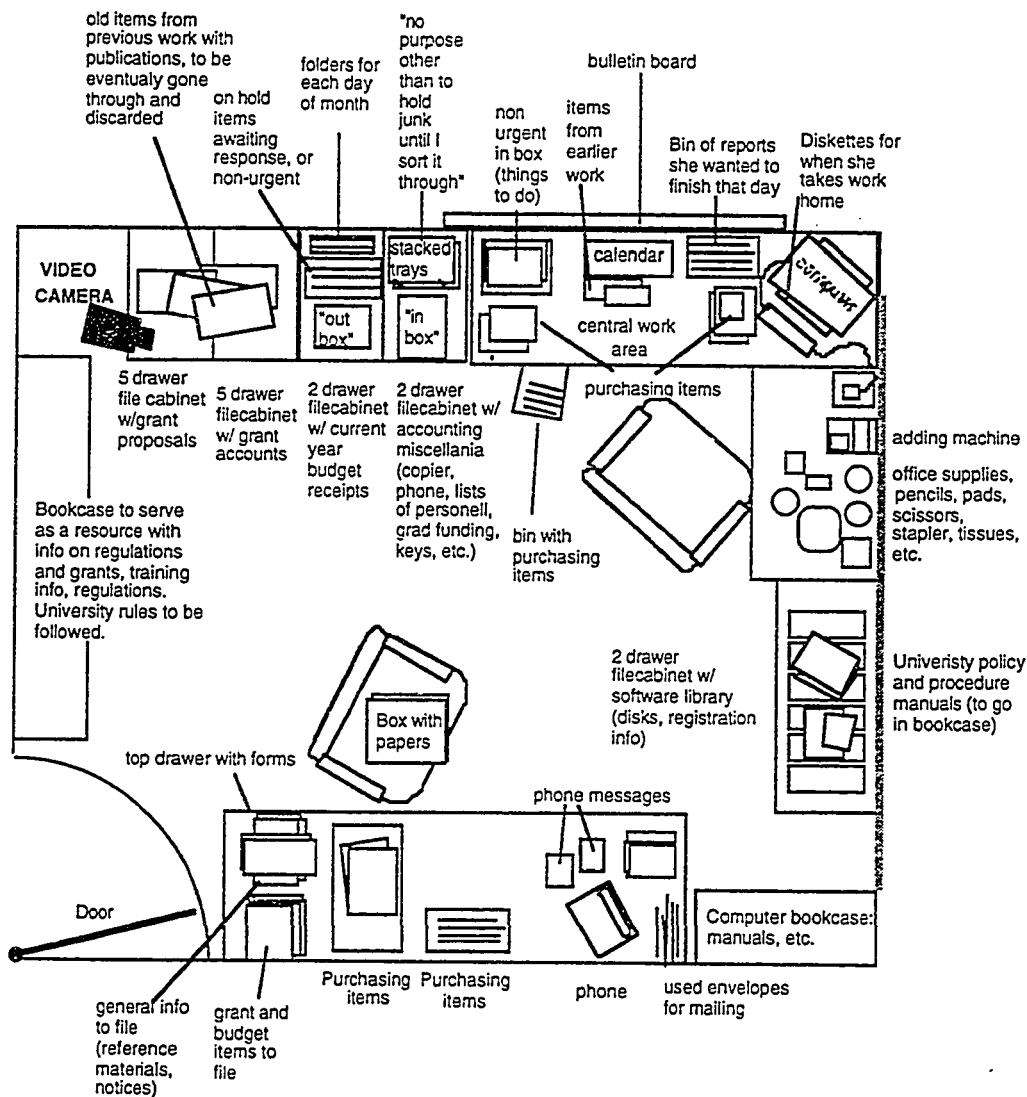 old items from
previous work with
publications, to be
eventualy gone
through and
discarded
on hold
items
awaiting
response, or
non-urgent
folders for
each day
of month
"no
purpose
other
than to
hold
junk
until I
sort it
through"
non
urgent
in box
(things
to do)
bulletin board
items
from
earlier
work
Bin of reports
she wanted to
finish that day
Diskettes for
when she
takes work
home
VIDEO
CAMERA
stacked
trays
"out
box"
"in
box"
calendar
central work
area
computer
purchasing items
5 drawer
file cabinet
w/grant
proposals
5 drawer
filecabinet
w/ grant
accounts
2 drawer
filecabinet
w/ current
year
budget
receipts
2 drawer
filecabinet w/
accounting
miscellania
(copier,
phone, lists
of personell,
grad funding,
keys, etc.)
bin with
purchasing
items
adding machine
office supplies,
pencils, pads,
scissors,
stapler, tissues,
etc.
Bookcase to serve
as a resource with
info on regulations
and grants, training
info, regulations.
University rules to be
followed.
2 drawer
filecabinet w/
software library
(disks, registration
info)
Univeristy policy
and procedure
manuals (to go
in bookcase)
Box with
papers
top drawer with forms
phone messages
Door
Computer bookcase:
manuals, etc.
Purchasing
items
Purchasing
items
phone
used envelopes
for mailing
general info
to file
(reference
materials,
notices)
grant and
budget
items to
file